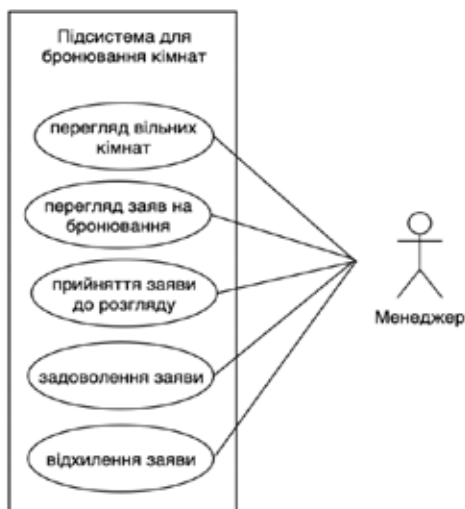 Підсистема для
бронювання кімнат
перегляд вільних
кімнат
перегляд заяв на
бронювання
прийняття заяви
до розгляду
задоволення заяви
відхилення заяви
Менеджер